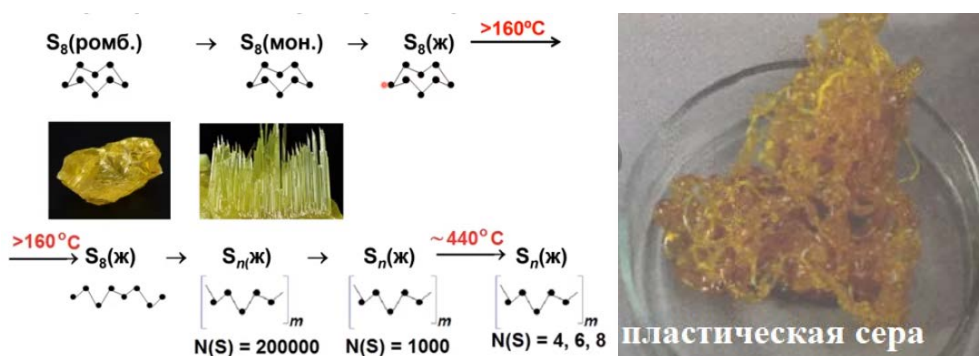 S₈(ромб.) → S₈(мон.) → S₈(ж) >160°C
>160°C S₈(ж) → Sₙ(ж) → Sₙ(ж) ~440°C Sₙ(ж)
m m m
N(S) = 200000 N(S) = 1000 N(S) = 4, 6, 8
пластическая сера